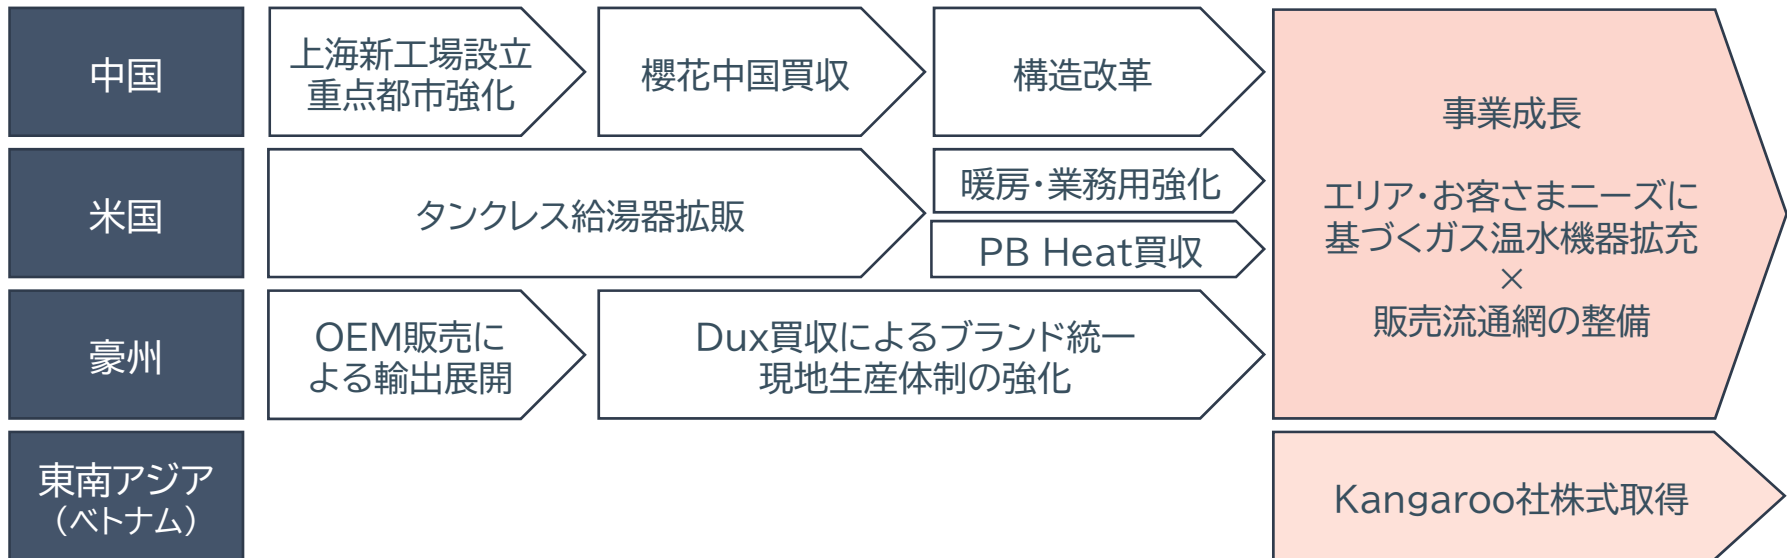 中国
上海新工場設立
重点都市強化
櫻花中国買収
構造改革
米国
タンクレス給湯器拡販
暖房・業務用強化
PB Heat買収
豪州
OEM販売に
よる輸出展開
Dux買収によるブランド統一
現地生産体制の強化
事業成長
エリア・お客さまニーズに
基づくガス温水機器拡充
×
販売流通網の整備
東南アジア
（ベトナム）
Kangaroo社株式取得